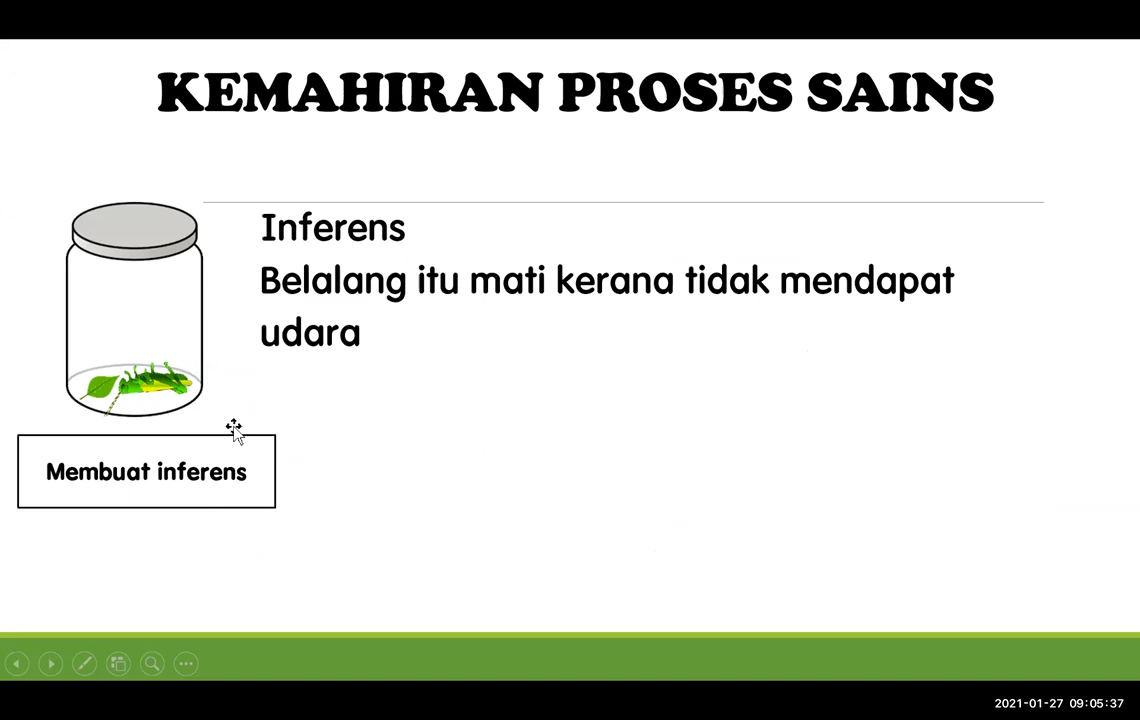 KEMAHIRAN PROSES SAINS
Inferens
Belalang itu mati kerana tidak mendapat
udara
Membuat inferens
2021-01-27 09:05:37